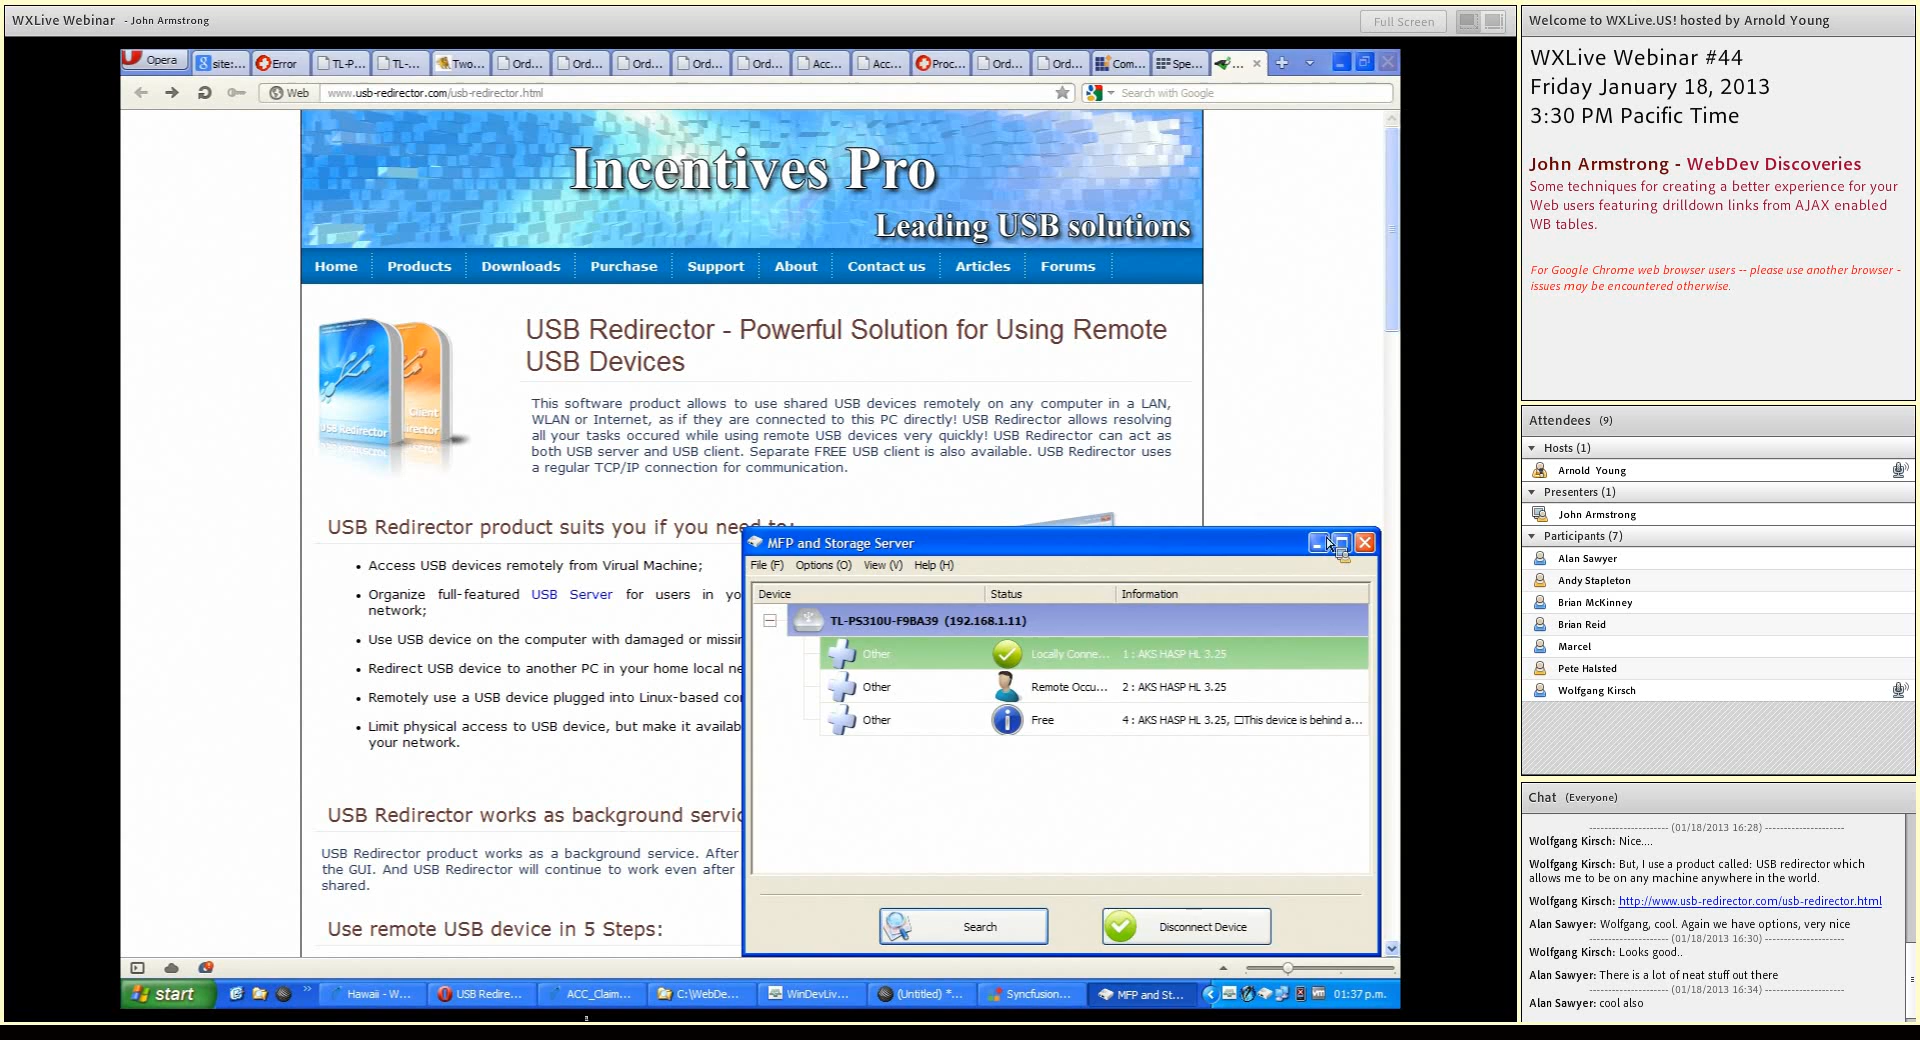 WXLive Webinar - John Armstrong
Full Screen
Opera
site:...
Error
TL-P...
TL-...
Two...
Ord...
Ord...
Ord...
Ord...
Ord...
Acc...
Acc...
Proc...
Ord...
Ord...
Com...
Spe...
...
Web
www.usb-redirector.com/usb-redirector.html
Search with Google
Incentives Pro
Leading USB solutions
Home
Products
Downloads
Purchase
Support
About
Contact us
Articles
Forums
USB Redirector
Client
USB Redirector - Powerful Solution for Using Remote
USB Devices
This software product allows to use shared USB devices remotely on any computer in a LAN,
WLAN or Internet, as if they are connected to this PC directly! USB Redirector allows resolving
all your tasks occured while using remote USB devices very quickly! USB Redirector can act as
both USB server and USB client. Separate FREE USB client is also available. USB Redirector uses
a regular TCP/IP connection for communication.
USB Redirector product suits you if you need to:
• Access USB devices remotely from Virual Machine;
• Organize full-featured USB Server for users in yo
network;
• Use USB device on the computer with damaged or missin
• Redirect USB device to another PC in your home local ne
• Remotely use a USB device plugged into Linux-based co
• Limit physical access to USB device, but make it availab
your network.
USB Redirector works as background servic
USB Redirector product works as a background service. After
the GUI. And USB Redirector will continue to work even after
shared.
Use remote USB device in 5 Steps:
MFP and Storage Server
File (F)
Options (O)
View (V)
Help (H)
Device
Status
Information
TL-PS310U-F9BA39 (192.168.1.11)
Other
Locally Conne...
1 : AKS HASP HL 3.25
Other
Remote Occu...
2 : AKS HASP HL 3.25
Other
Free
4 : AKS HASP HL 3.25, □This device is behind a...
Search
Disconnect Device
start
Hawaii - W...
USB Redire...
ACC_Claim...
C:\WebDe...
WinDevLiv...
(Untitled) *...
Syncfusion...
MFP and St...
01:37 p.m.
Welcome to WXLive.US! hosted by Arnold Young
WXLive Webinar #44
Friday January 18, 2013
3:30 PM Pacific Time
John Armstrong - WebDev Discoveries
Some techniques for creating a better experience for your
Web users featuring drilldown links from AJAX enabled
WB tables.
For Google Chrome web browser users -- please use another browser -
issues may be encountered otherwise.
Attendees (9)
Hosts (1)
Arnold Young
Presenters (1)
John Armstrong
Participants (7)
Alan Sawyer
Andy Stapleton
Brian McKinney
Brian Reid
Marcel
Pete Halsted
Wolfgang Kirsch
Chat (Everyone)
--------------------- (01/18/2013 16:28) ---------------------
Wolfgang Kirsch: Nice....
Wolfgang Kirsch: But, I use a product called: USB redirector which
allows me to be on any machine anywhere in the world.
Wolfgang Kirsch: http://www.usb-redirector.com/usb-redirector.html
Alan Sawyer: Wolfgang, cool. Again we have options, very nice
--------------------- (01/18/2013 16:30) ---------------------
Wolfgang Kirsch: Looks good..
Alan Sawyer: There is a lot of neat stuff out there
--------------------- (01/18/2013 16:34) ---------------------
Alan Sawyer: cool also